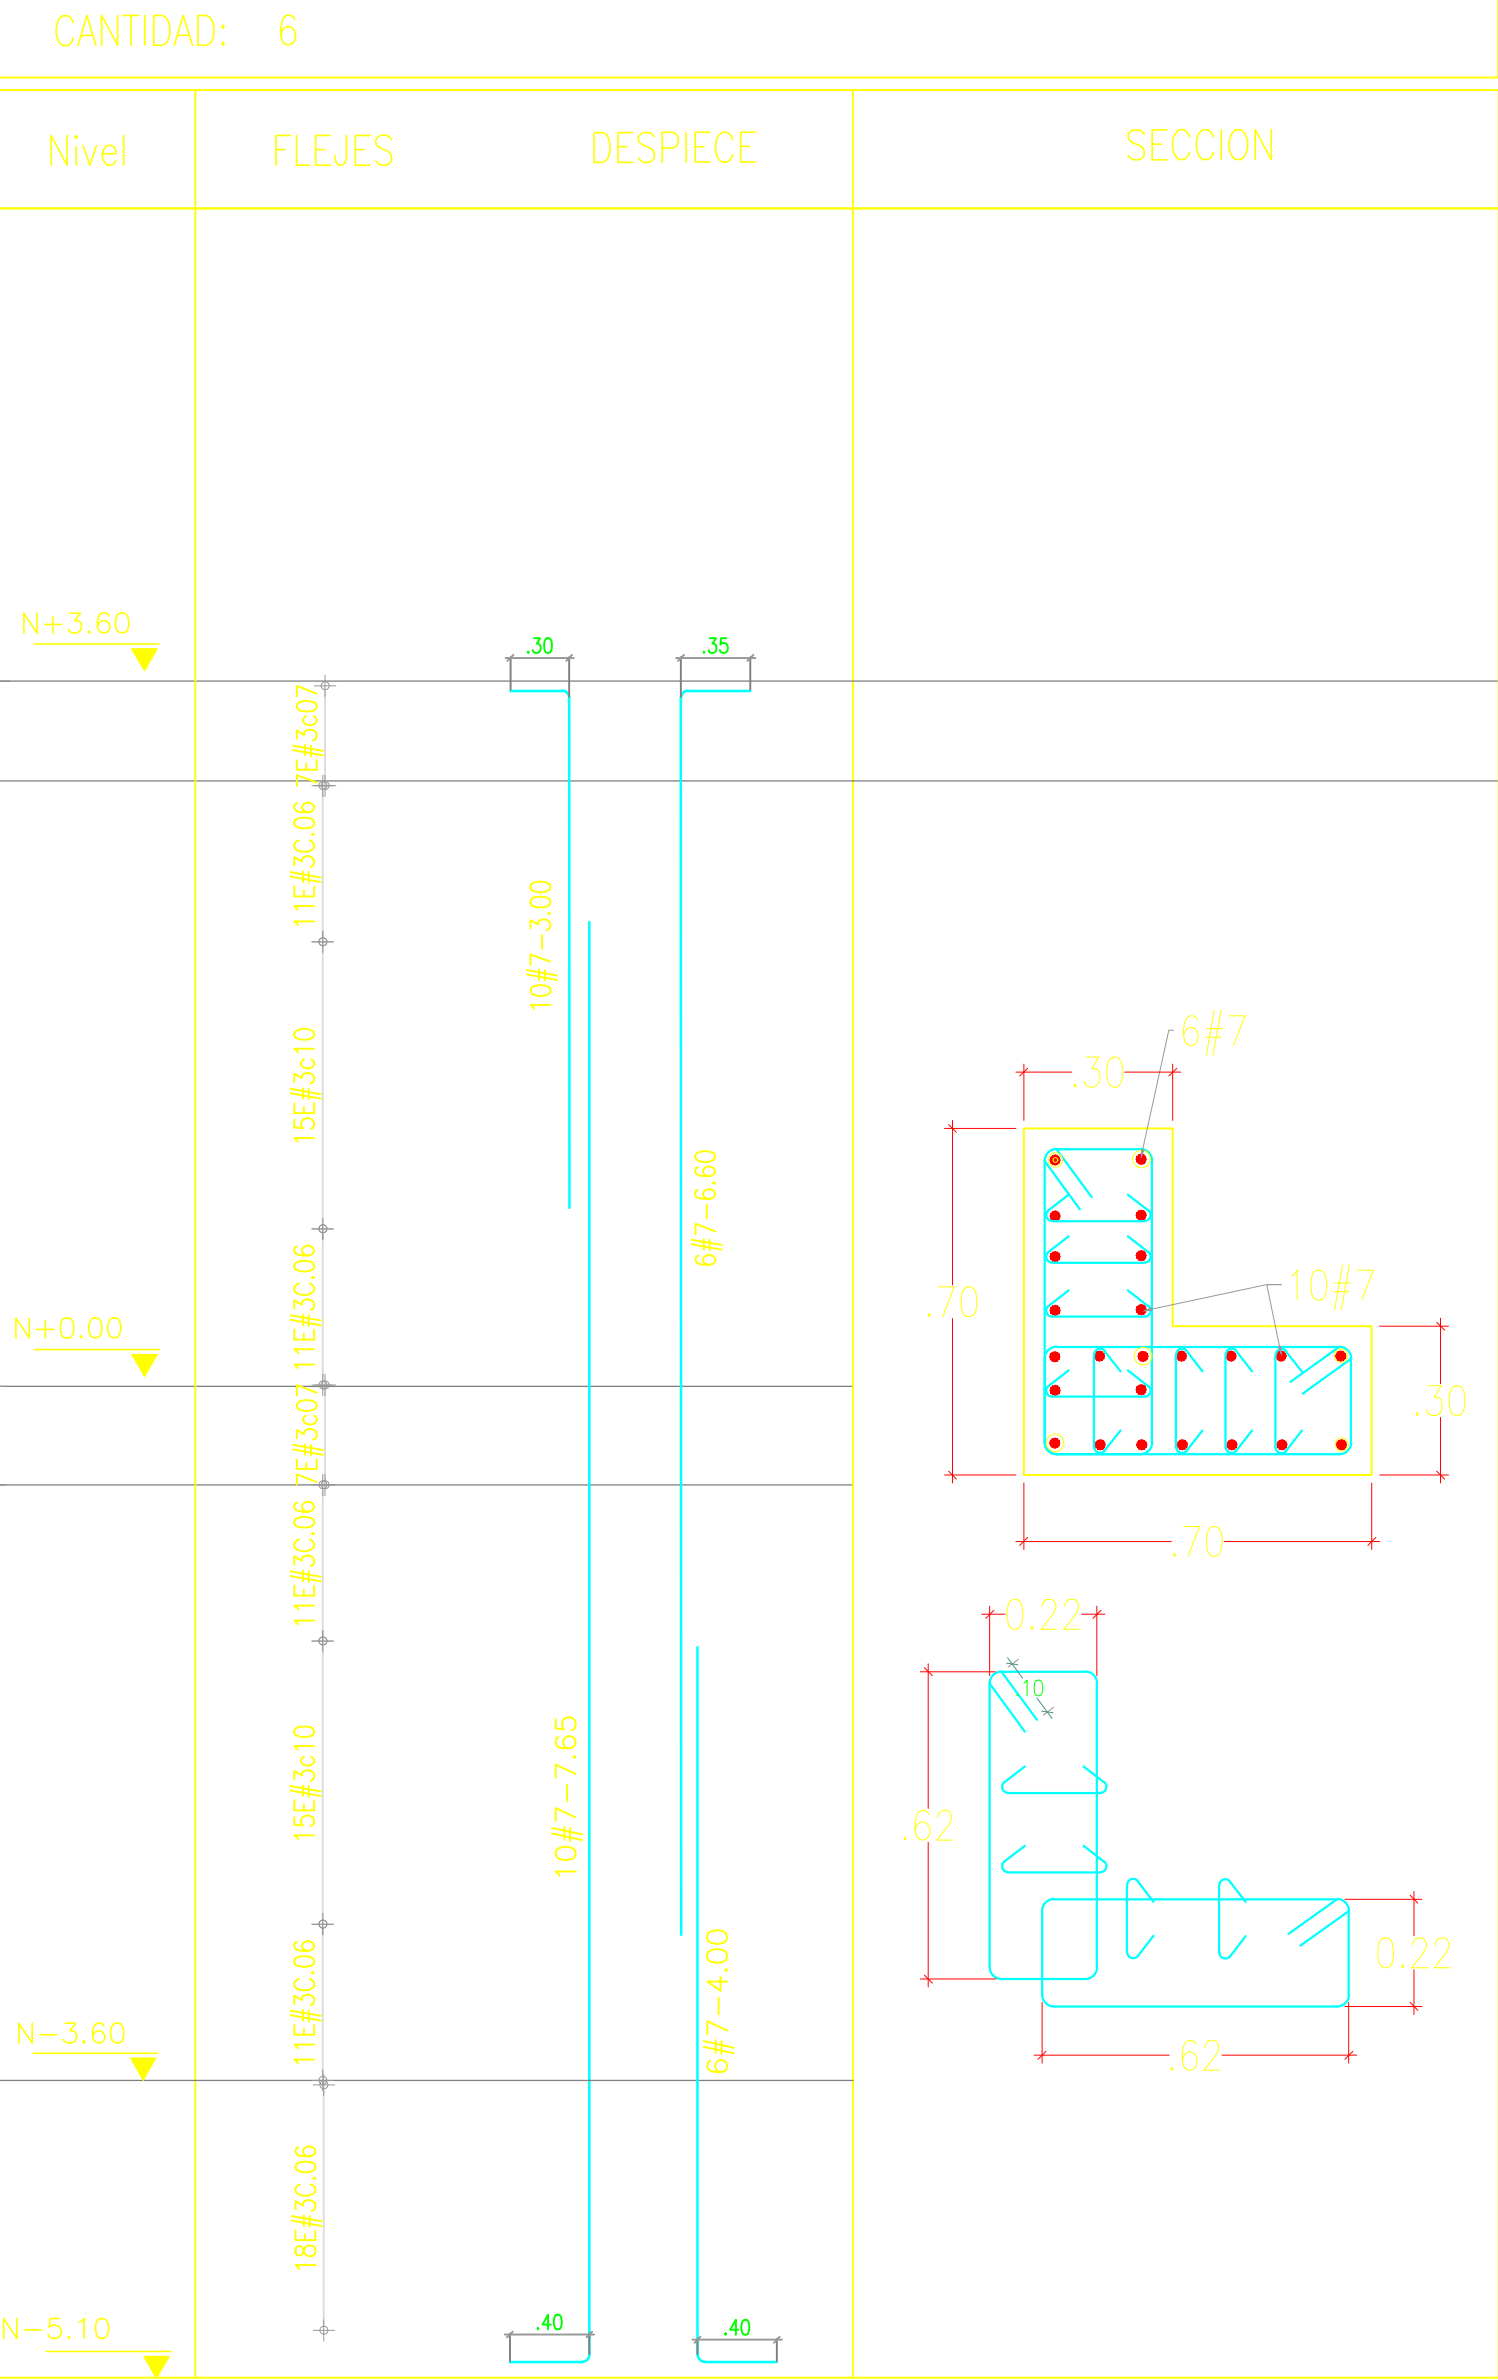 CANTIDAD: 6
Nivel FLEJES DESPIECE SECCION
N+3.60
.30 .35
7E#3c07
11E#3C.06
10#7-3.00
15E#3c10
6#7
.30
6#7-6.60
11E#3C.06
.70
10#7
N+0.00
7E#3c07
.30
11E#3C.06
.70
0.22
.10
15E#3c10
10#7-7.65
.62
11E#3C.06
6#7-4.00
0.22
N-3.60
.62
18E#3C.06
N-5.10
.40 .40